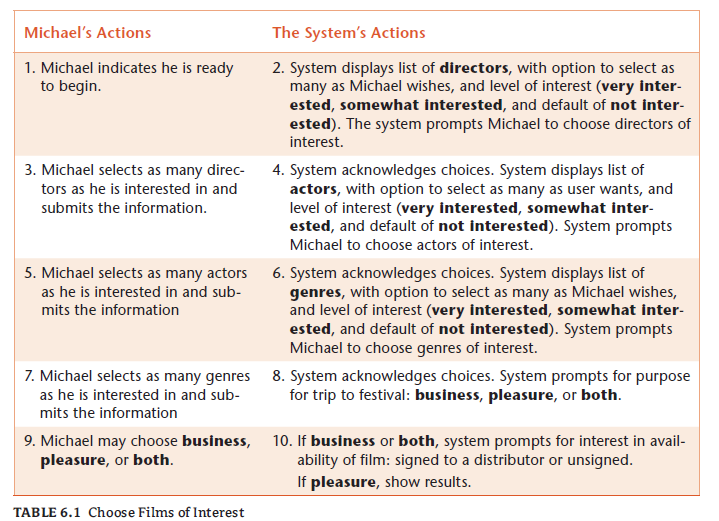 Michael's Actions
The System's Actions
1. Michael indicates he is ready
to begin.
2. System displays list of directors, with option to select as
many as Michael wishes, and level of interest (very inter-
ested, somewhat interested, and default of not inter-
ested). The system prompts Michael to choose directors of
interest.
3. Michael selects as many direc-
tors as he is interested in and
submits the information.
4. System acknowledges choices. System displays list of
actors, with option to select as many as user wants, and
level of interest (very interested, somewhat inter-
ested, and default of not interested). System prompts
Michael to choose actors of interest.
5. Michael selects as many actors
as he is interested in and sub-
mits the information
6. System acknowledges choices. System displays list of
genres, with option to select as many as Michael wishes,
and level of interest (very interested, somewhat inter-
ested, and default of not interested). System prompts
Michael to choose genres of interest.
7. Michael selects as many genres
as he is interested in and sub-
mits the information
8. System acknowledges choices. System prompts for purpose
for trip to festival: business, pleasure, or both.
9. Michael may choose business,
pleasure, or both.
10. If business or both, system prompts for interest in avail-
ability of film: signed to a distributor or unsigned.
If pleasure, show results.
TABLE 6.1 Choose Films of Interest